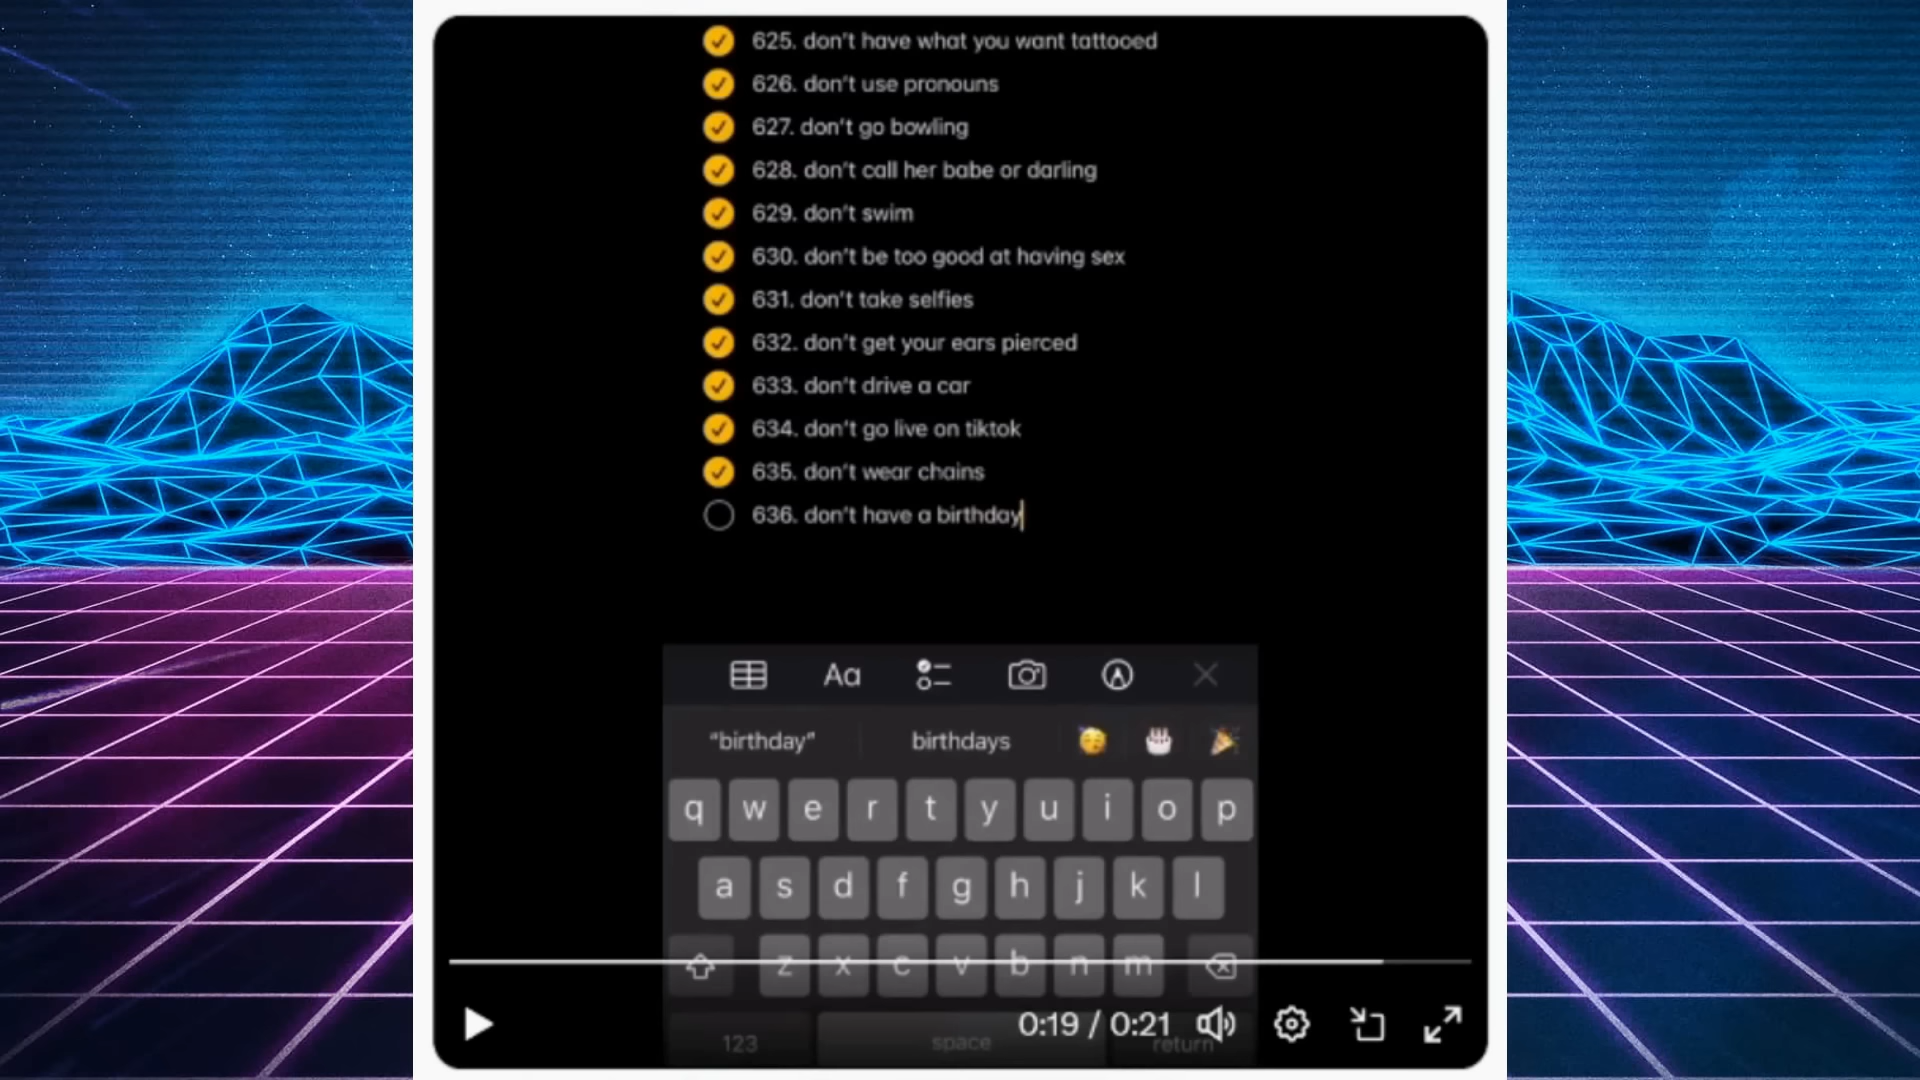 625. don't have what you want tattooed
626. don't use pronouns
627. don't go bowling
628. don't call her babe or darling
629. don't swim
630. don't be too good at having sex
631. don't take selfies
632. don't get your ears pierced
633. don't drive a car
634. don't go live on tiktok
635. don't wear chains
636. don't have a birthday
Aa
“birthday” birthdays
q w e r t y u i o p
a s d f g h j k l
z x c v b n m
0:19 / 0:21
123 space return